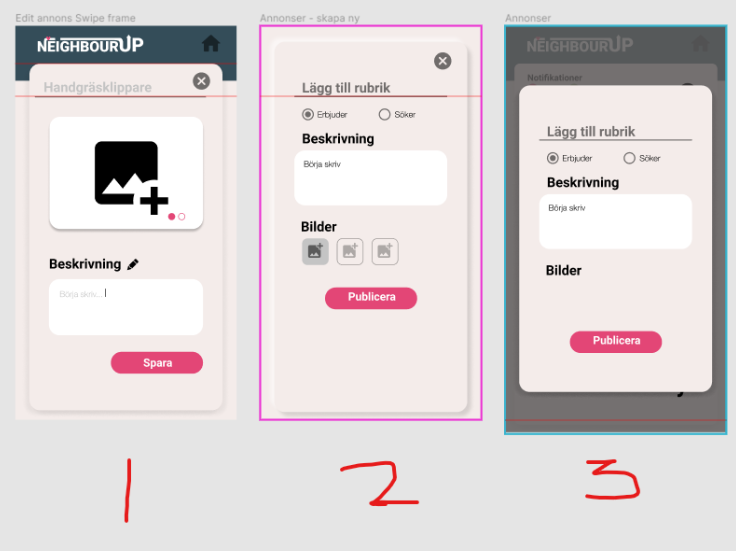 Edit annons Swipe frame
NEIGHBOURUP
Handgräsklippare
Beskrivning
Börja skriv...
Spara
Annonser - skapa ny
Lägg till rubrik
Erbjuder
Söker
Beskrivning
Börja skriv
Bilder
Publicera
Annonser
NEIGHBOURUP
Notifikationer
Lägg till rubrik
Erbjuder
Söker
Beskrivning
Börja skriv
Bilder
Publicera
1
2
3